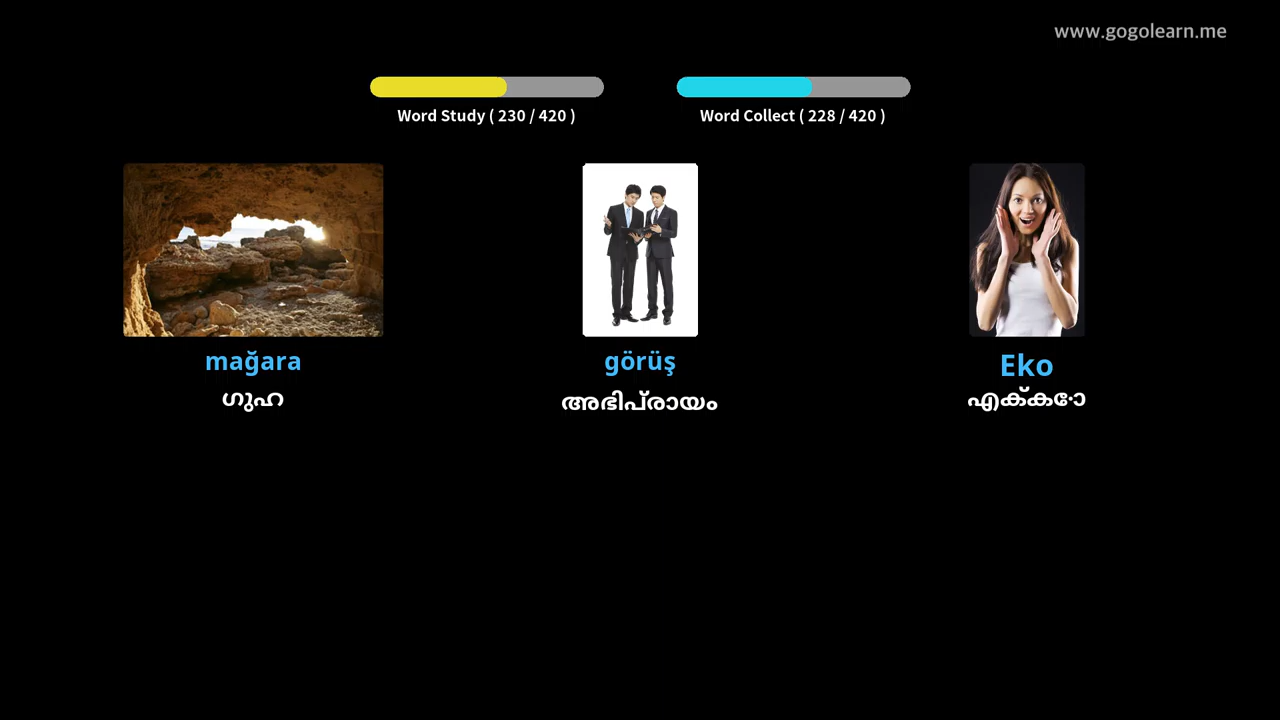 www.gogolearn.me
Word Study ( 230 / 420 )
Word Collect ( 228 / 420 )
mağara
görüş
Eko
ഗുഹ
അഭിപ്രായം
എക്കോ